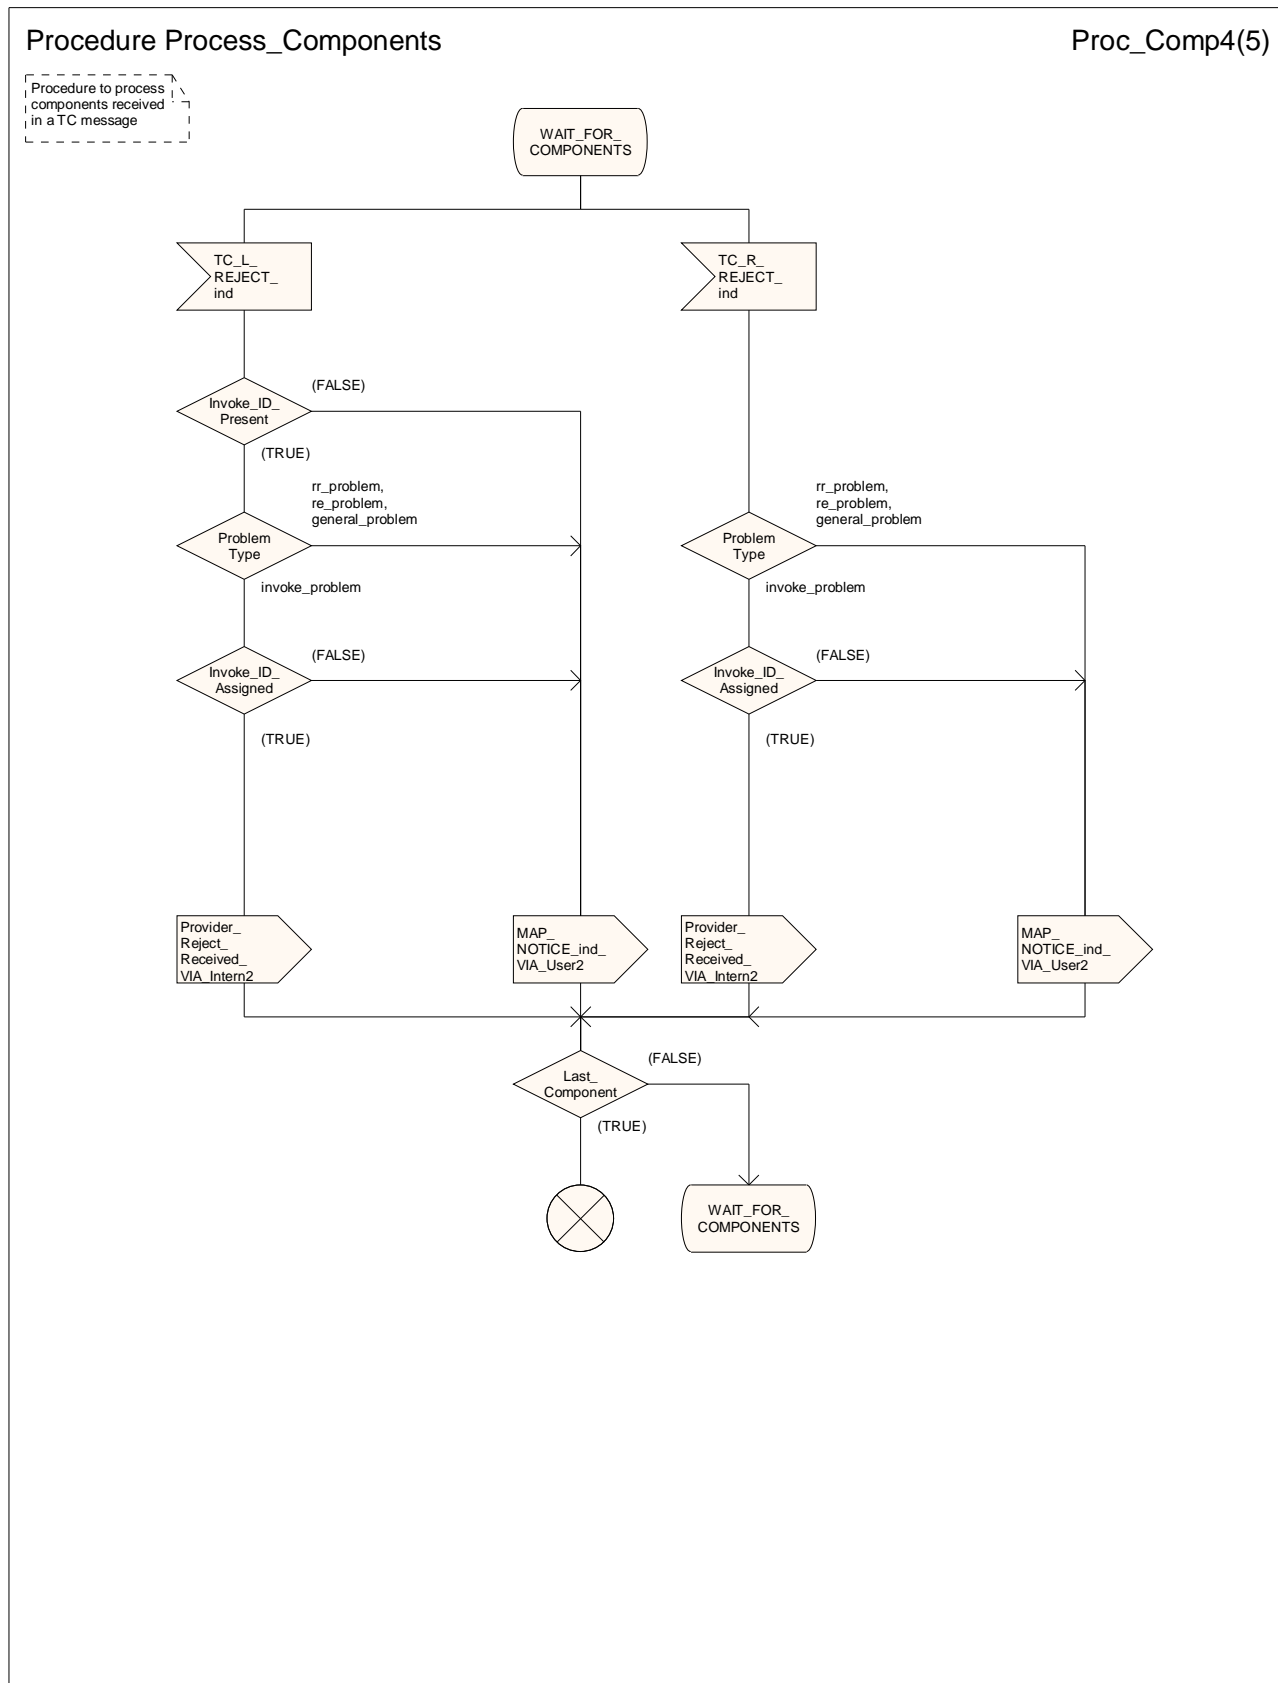 Procedure Process_Components
Proc_Comp4(5)
Procedure to process
components received
in a TC message
WAIT_FOR_
COMPONENTS
TC_L_
REJECT_
ind
TC_R_
REJECT_
ind
(FALSE)
Invoke_ID_
Present
(TRUE)
rr_problem,
re_problem,
general_problem
Problem
Type
invoke_problem
rr_problem,
re_problem,
general_problem
Problem
Type
invoke_problem
(FALSE)
Invoke_ID_
Assigned
(TRUE)
(FALSE)
Invoke_ID_
Assigned
(TRUE)
Provider_
Reject_
Received_
VIA_Intern2
MAP_
NOTICE_ind_
VIA_User2
Provider_
Reject_
Received_
VIA_Intern2
MAP_
NOTICE_ind_
VIA_User2
(FALSE)
Last_
Component
(TRUE)
WAIT_FOR_
COMPONENTS